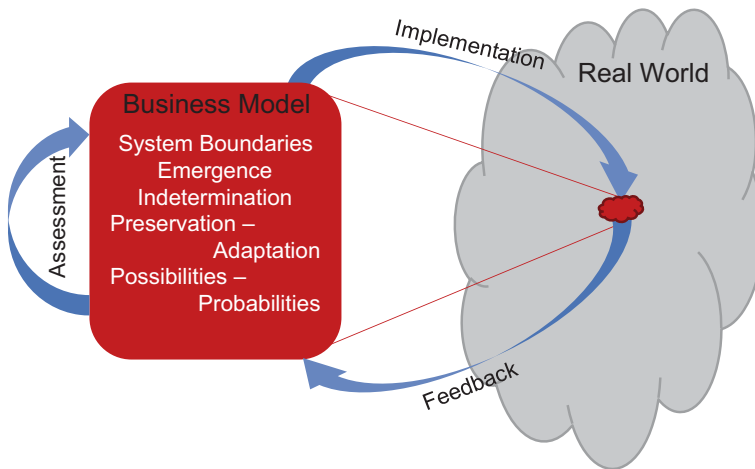 Implementation
Real World
Business Model
System Boundaries
Emergence
Indetermination
Preservation –
Adaptation
Possibilities –
Probabilities
Assessment
Feedback